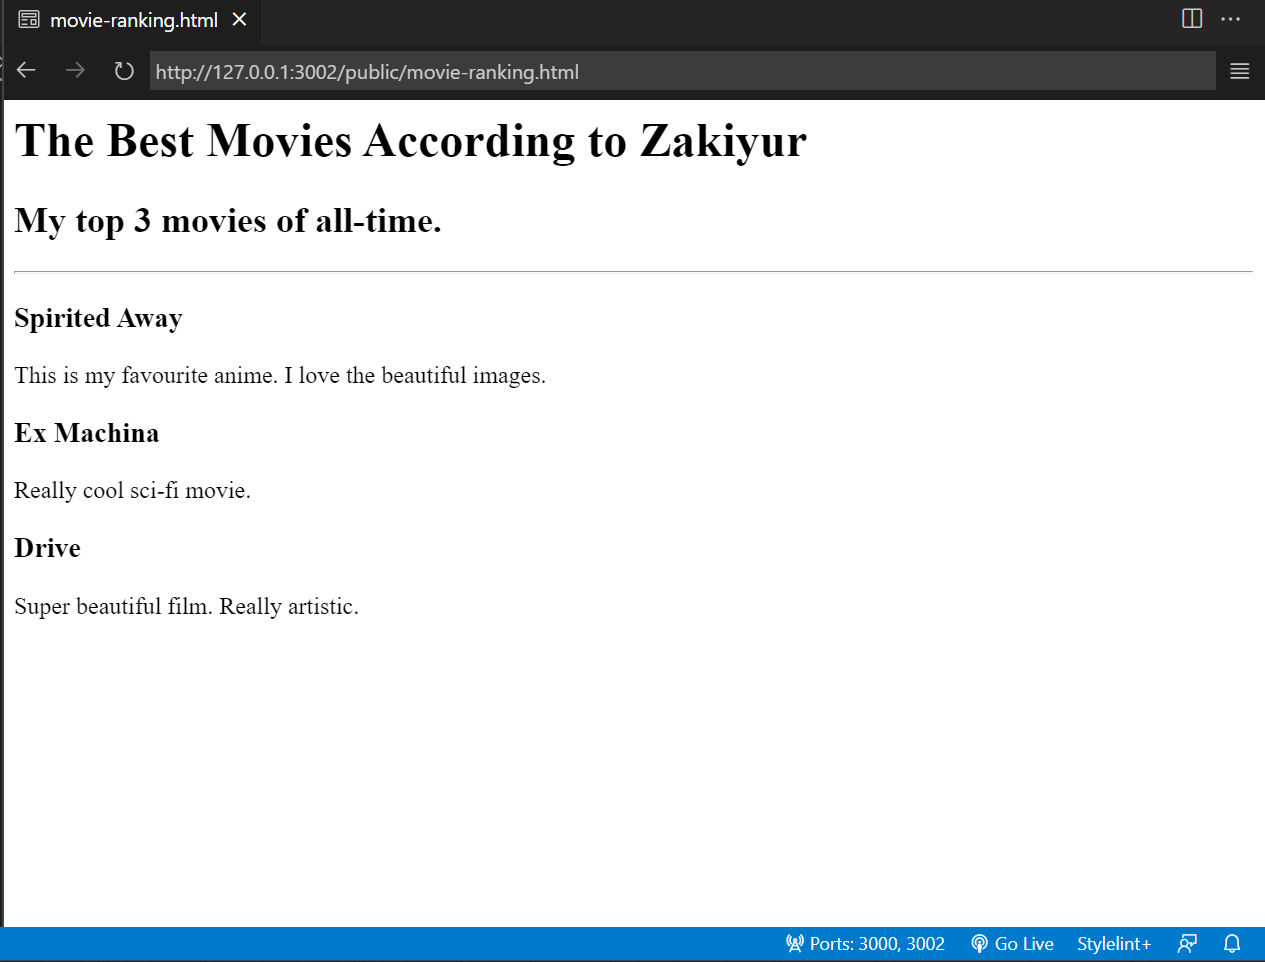 movie-ranking.html
http://127.0.0.1:3002/public/movie-ranking.html
The Best Movies According to Zakiyur
My top 3 movies of all-time.
Spirited Away
This is my favourite anime. I love the beautiful images.
Ex Machina
Really cool sci-fi movie.
Drive
Super beautiful film. Really artistic.
Ports: 3000, 3002 Go Live Stylelint+